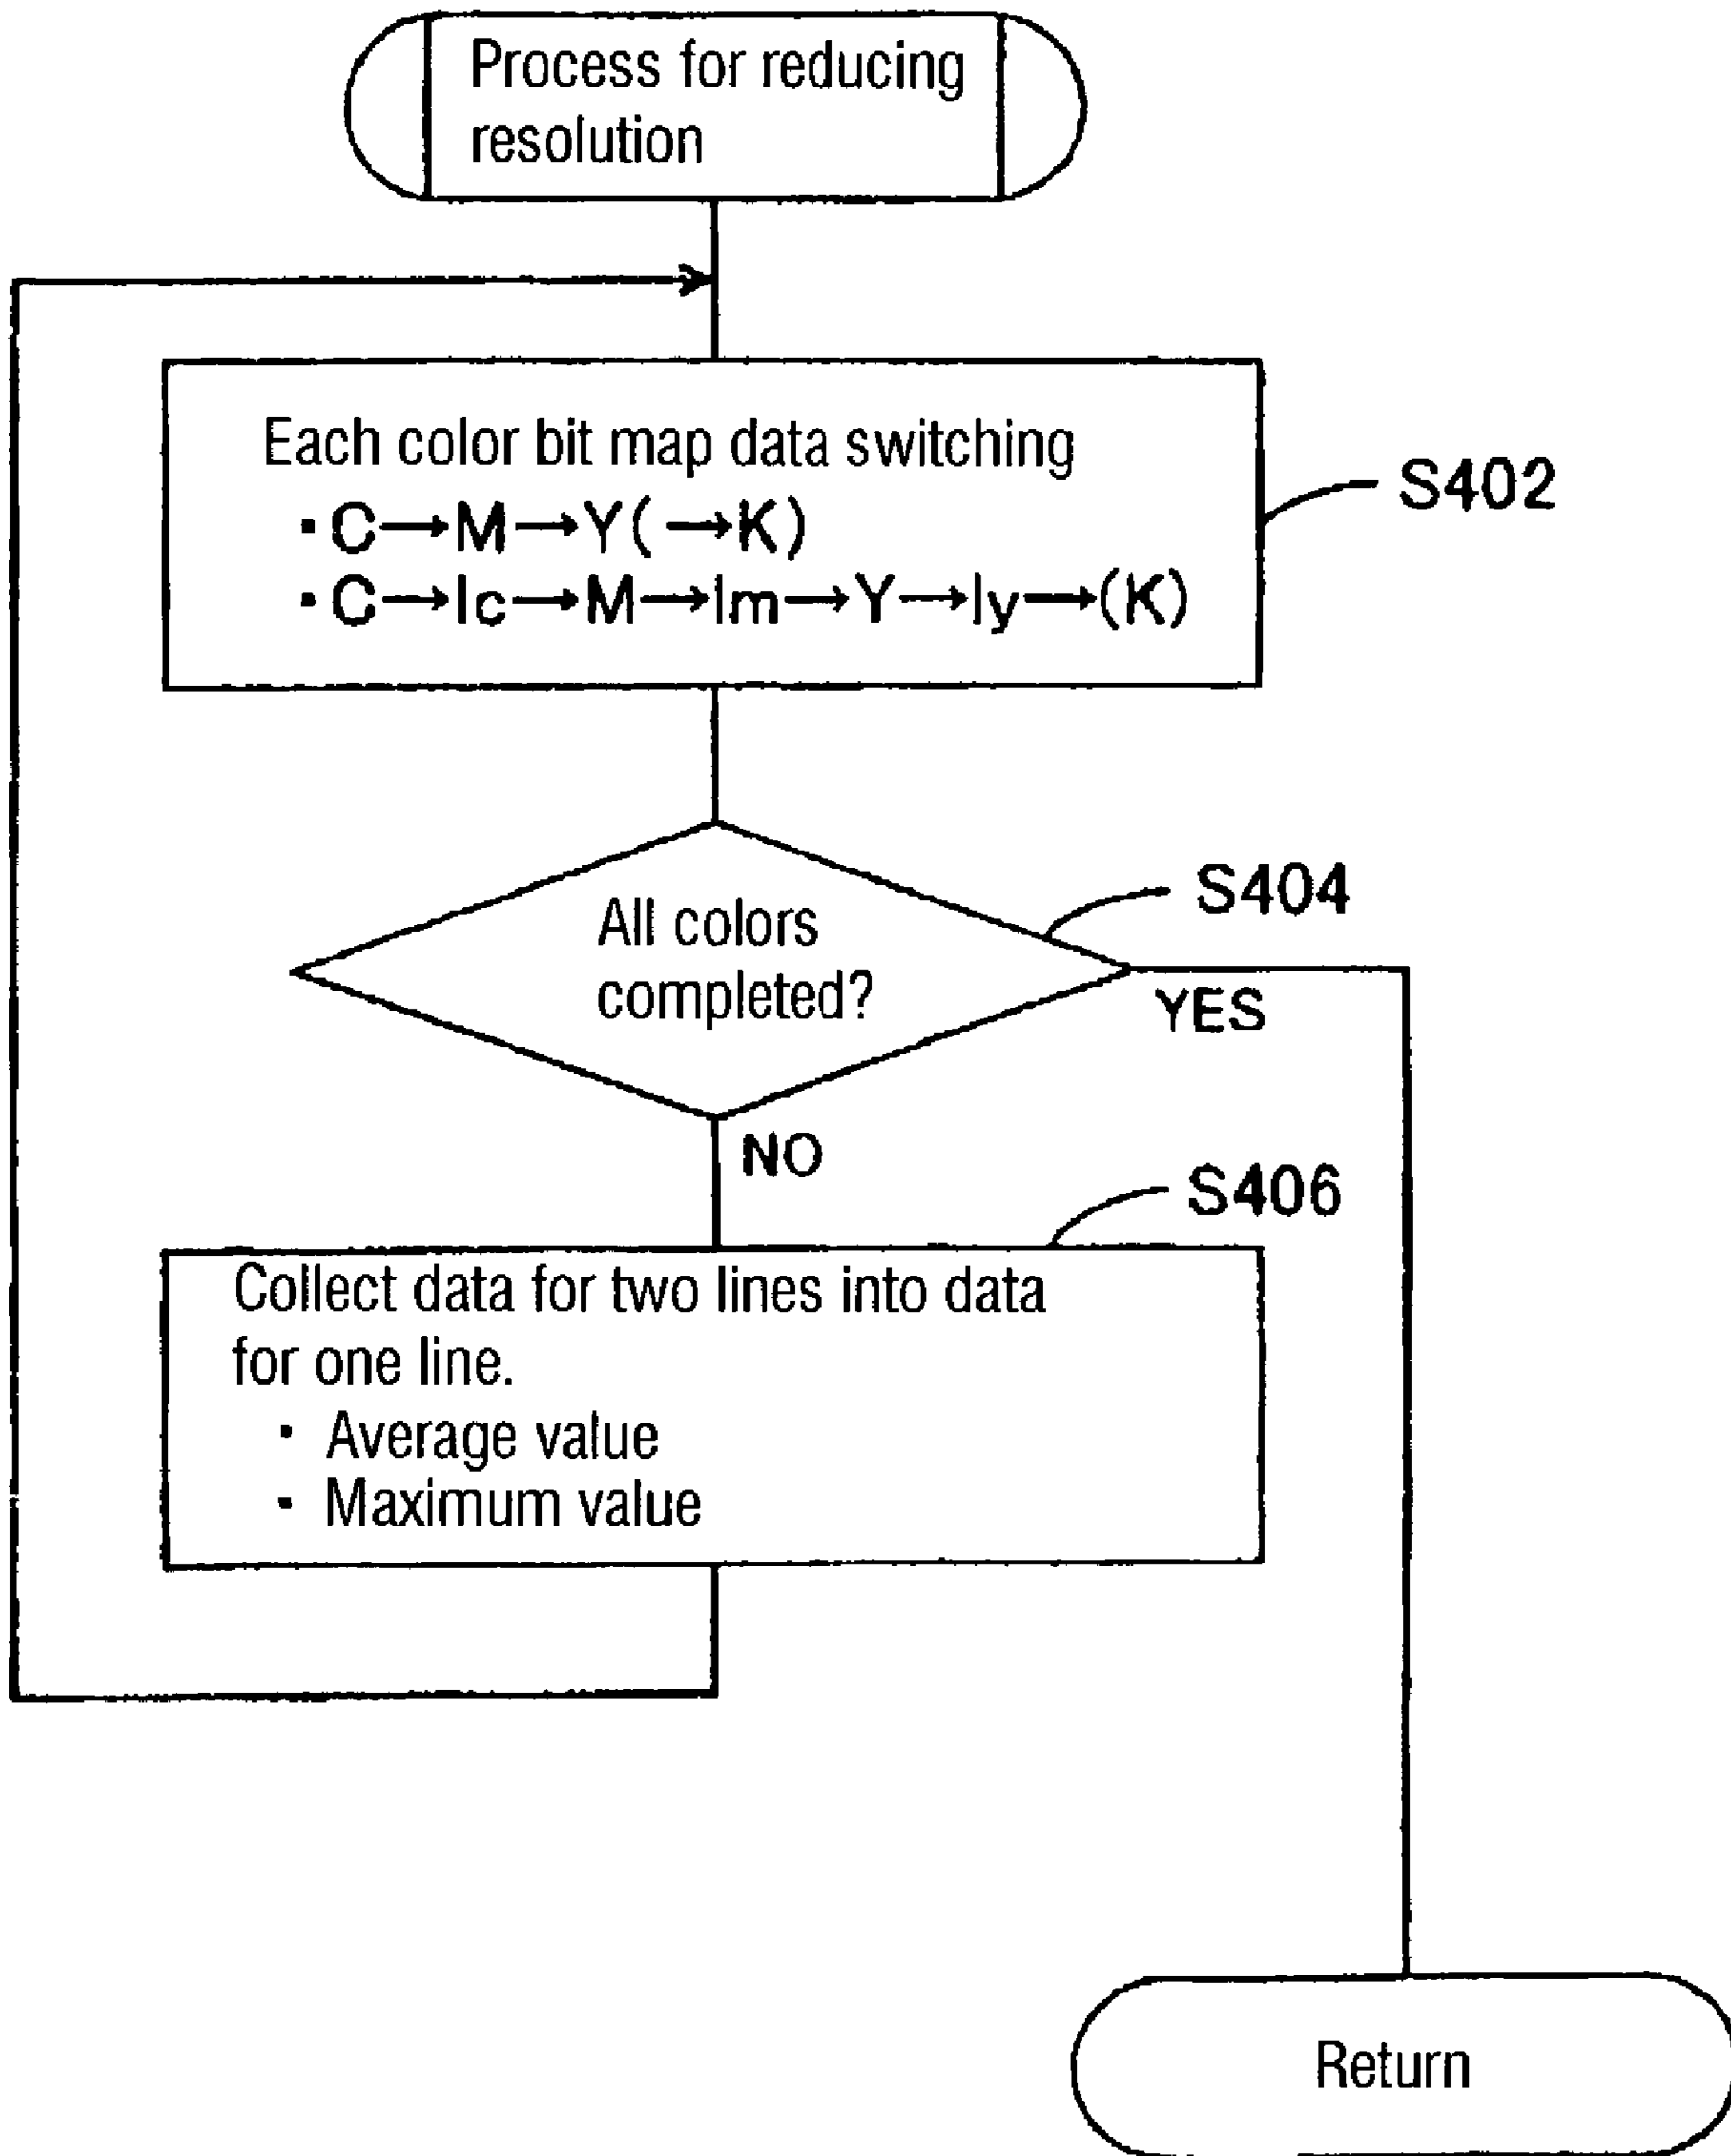 Process for reducing
resolution
Each color bit map data switching
・C→M→Y(→K)
・C→lc→M→lm→Y→ly→(K)
S402
All colors
completed?
S404
YES
NO
S406
Collect data for two lines into data
for one line.
・ Average value
・ Maximum value
Return